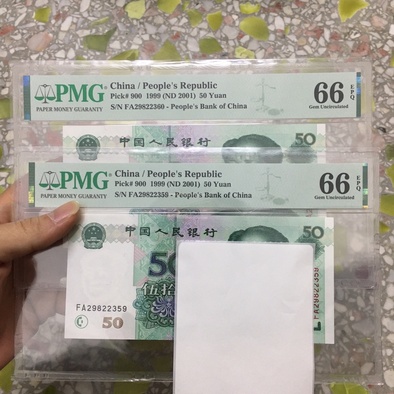 PMG
PAPER MONEY GUARANTY
China / People's Republic
Pick# 900 1999 (ND 2001) 50 Yuan
S/N FA29822360 - People's Bank of China
66 EPQ
Gem Uncirculated
中国人民银行
50
PMG
PAPER MONEY GUARANTY
China / People's Republic
Pick# 900 1999 (ND 2001) 50 Yuan
S/N FA29822359 - People's Bank of China
66 EPQ
Gem Uncirculated
中国人民银行
50
50
伍拾
FA29822359
50
FA29822359